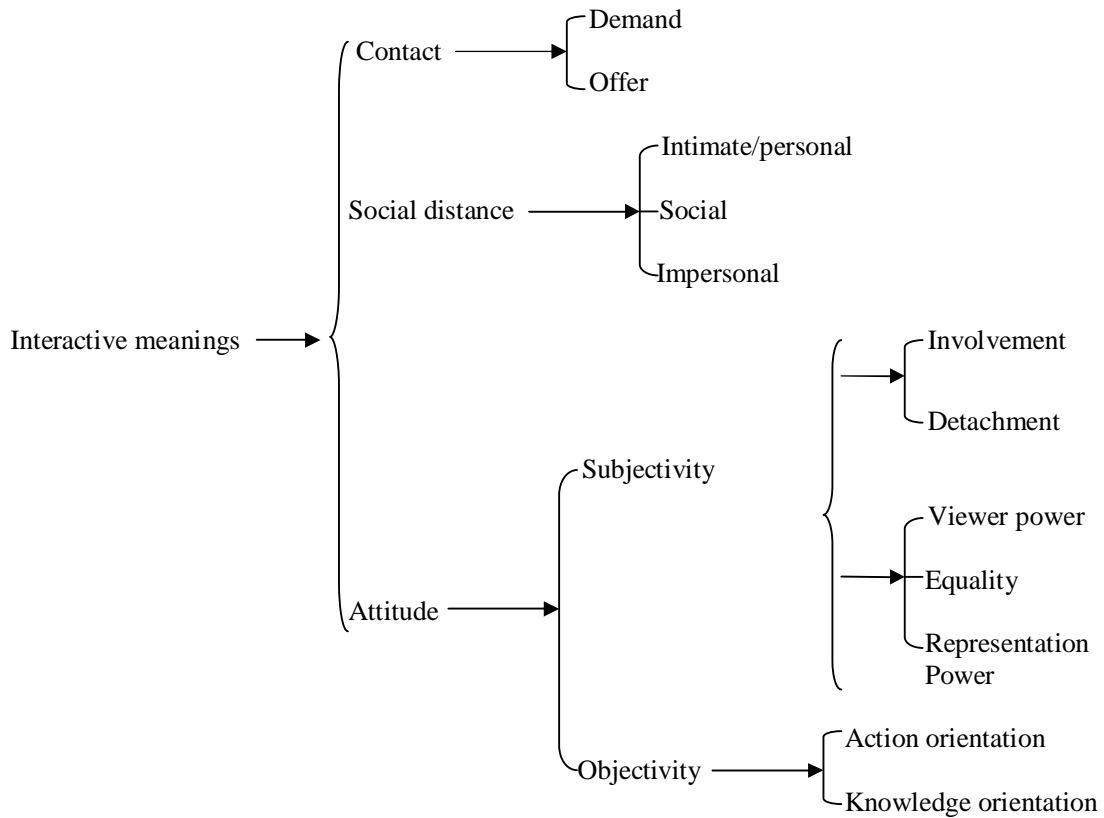 Demand
Contact
Offer
Intimate/personal
Social distance
Social
Impersonal
Interactive meanings
Involvement
Detachment
Subjectivity
Viewer power
Equality
Attitude
Representation
Power
Action orientation
Objectivity
Knowledge orientation